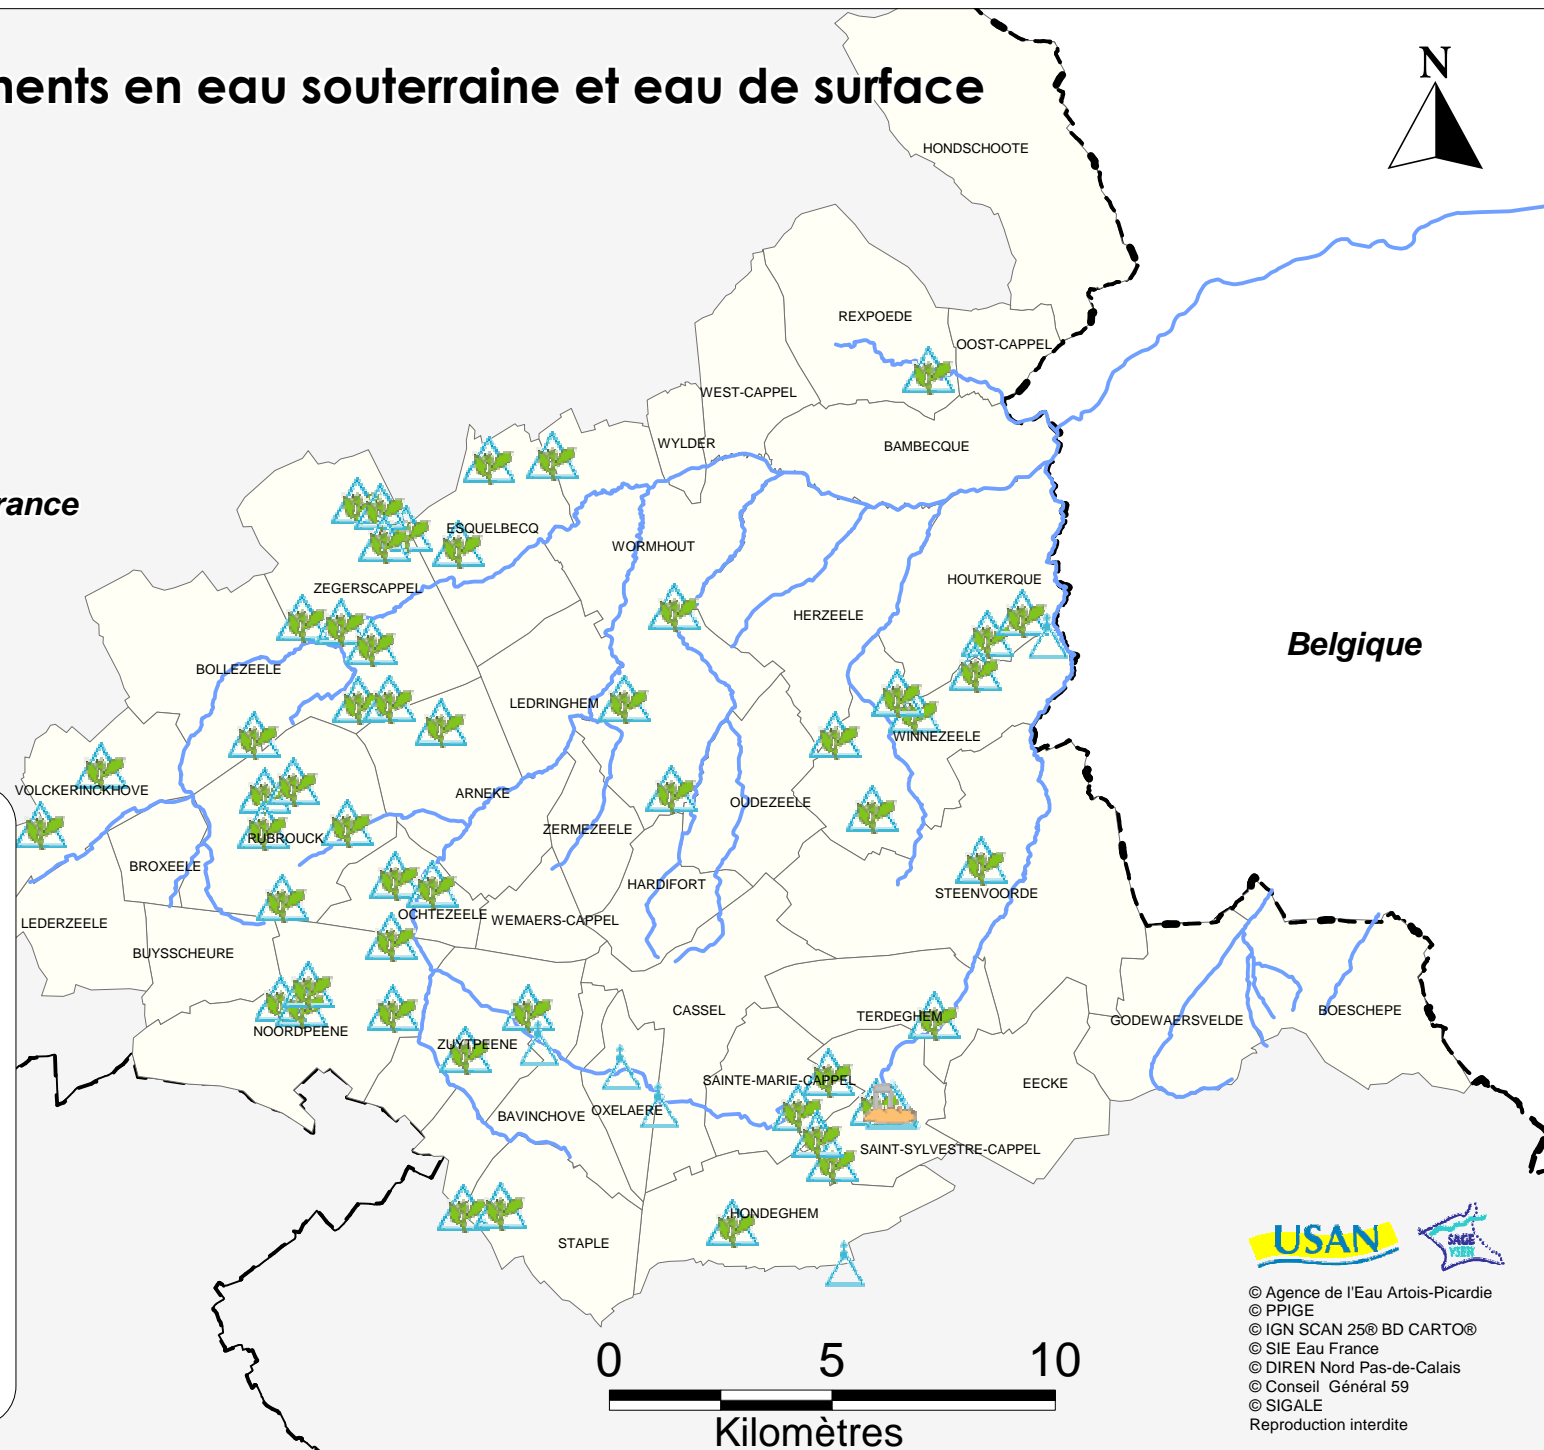 ments en eau souterraine et eau de surface
N
HONDSCHOOTE
REXPOEDE
OOST-CAPPEL
WEST-CAPPEL
WYLDER
BAMBECQUE
rance
ESQUELBECQ
WORMHOUT
HOUTKERQUE
ZEGERSCAPPEL
HERZEELE
Belgique
BOLLEZEELE
LEDRINGHEM
WINNEZEELE
VOLCKERINCKHOVE
ARNEKE
OUDEZEELE
ZERMEZEELE
RUBROUCK
BROXEELE
HARDIFORT
STEENVOORDE
OCHTEZEELE
WEMAERS-CAPPEL
LEDERZEELE
BUYSSCHEURE
CASSEL
TERDEGHEM
GODEWAERSVELDE
BOESCHEPE
NOORDPEENE
ZUYTPEENE
SAINTE-MARIE-CAPPEL
EECKE
BAVINCHOVE
OXELAERE
SAINT-SYLVESTRE-CAPPEL
HONDEGHEM
STAPLE
USAN
SAGE
YSER
© Agence de l'Eau Artois-Picardie
© PPIGE
© IGN SCAN 25® BD CARTO®
© SIE Eau France
© DIREN Nord Pas-de-Calais
© Conseil Général 59
© SIGALE
Reproduction interdite
0 5 10
Kilomètres